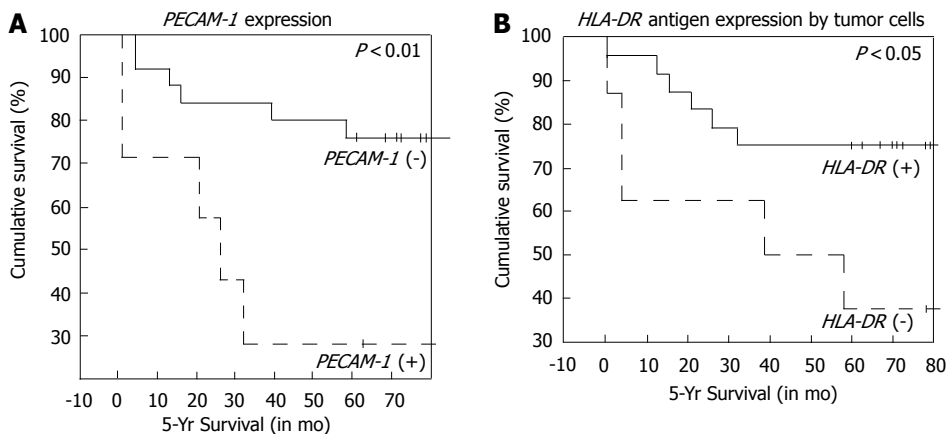 A
PECAM-1 expression
P < 0.01
Cumulative survival (%)
100
90
80
70
60
50
40
30
PECAM-1 (-)
PECAM-1 (+)
-10 0 10 20 30 40 50 60 70
5-Yr Survival (in mo)
B
HLA-DR antigen expression by tumor cells
P < 0.05
Cumulative survival (%)
100
90
80
70
60
50
40
30
HLA-DR (+)
HLA-DR (-)
-10 0 10 20 30 40 50 60 70 80
5-Yr Survival (in mo)